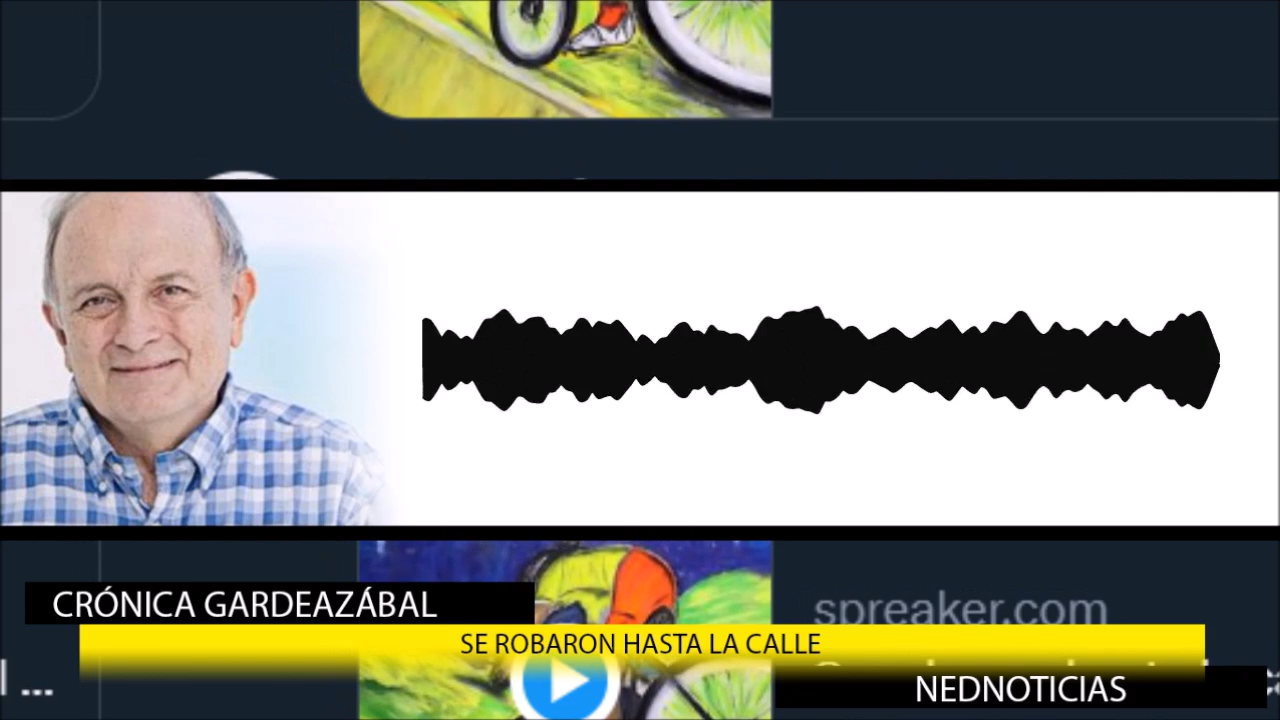 spreaker.com
CRÓNICA GARDEAZÁBAL
SE ROBARON HASTA LA CALLE
...
NEDNOTICIAS